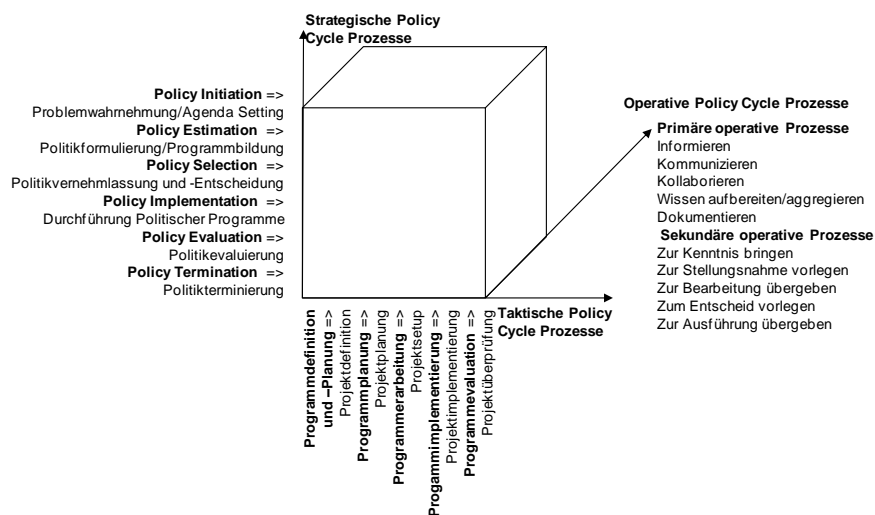 Strategische Policy
Cycle Prozesse
Policy Initiation =>
Problemwahrnehmung/Agenda Setting
Policy Estimation =>
Politikformulierung/Programmbildung
Policy Selection =>
Politikvernehmlassung und -Entscheidung
Policy Implementation =>
Durchführung Politischer Programme
Policy Evaluation =>
Politikevaluierung
Policy Termination =>
Politikterminierung
Operative Policy Cycle Prozesse
Primäre operative Prozesse
Informieren
Kommunizieren
Kollaborieren
Wissen aufbereiten/aggregieren
Dokumentieren
Sekundäre operative Prozesse
Zur Kenntnis bringen
Zur Stellungsnahme vorlegen
Zur Bearbeitung übergeben
Zum Entscheid vorlegen
Zur Ausführung übergeben
Taktische Policy
Cycle Prozesse
Programmdefinition
und –Planung =>
Projektdefinition
Programmplanung =>
Projektplanung
Programmerarbeitung =>
Projektsetup
Progammimplementierung =>
Projektimplementierung
Programmevaluation =>
Projektüberprüfung